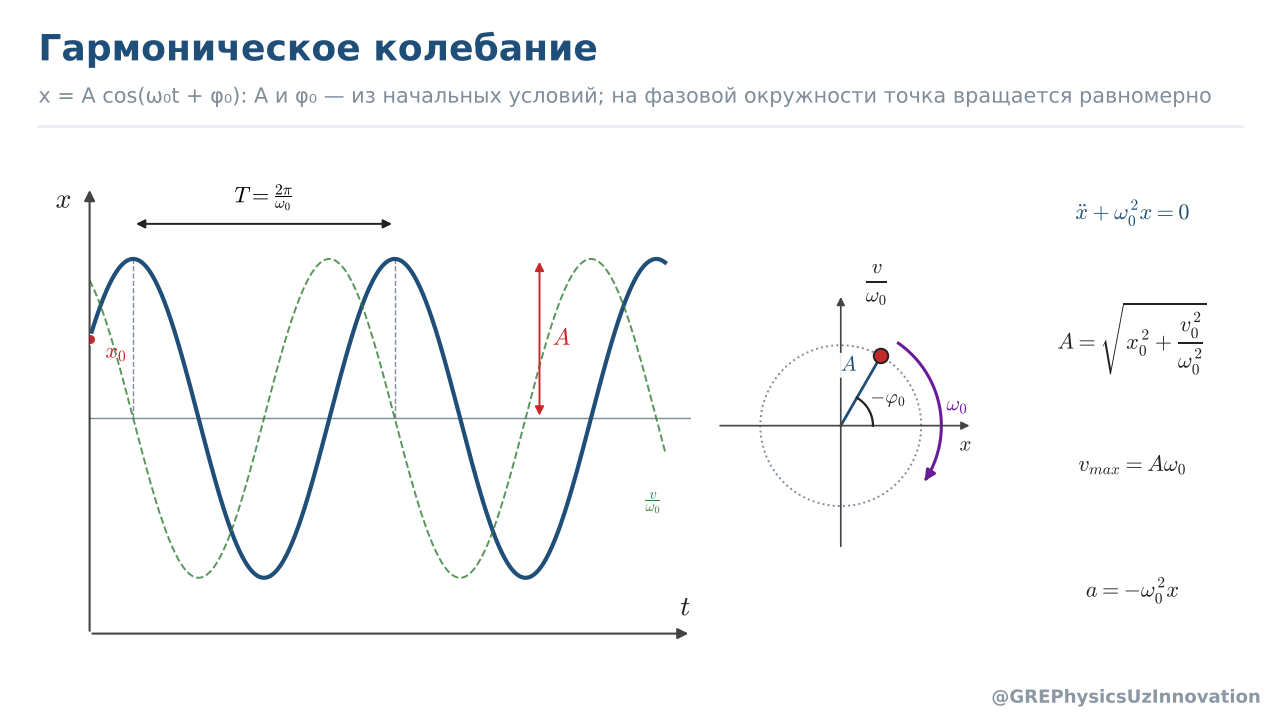 Гармоническое колебание
x = A cos(ω₀t + φ₀): A и φ₀ — из начальных условий; на фазовой окружности точка вращается равномерно
x
T = 2π/ω₀
x₀
A
v/ω₀
t
v/ω₀
A
−φ₀
ω₀
x
ẍ + ω₀²x = 0
A = √(x₀² + v₀²/ω₀²)
v_max = Aω₀
a = −ω₀²x
@GREPhysicsUzInnovation